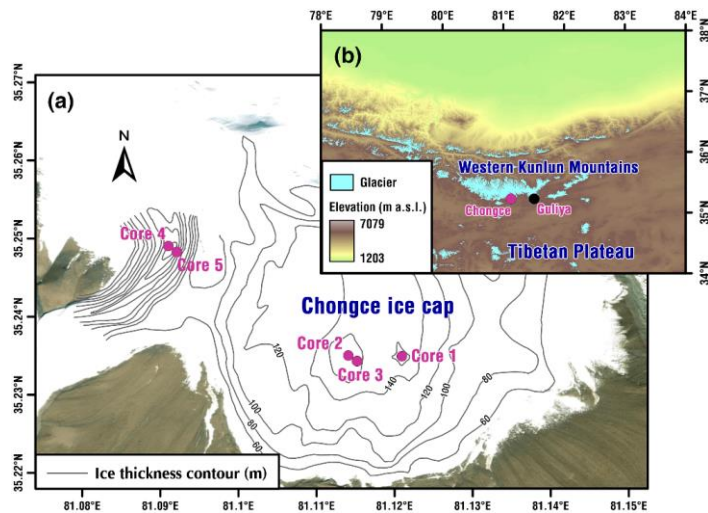 78°E 79°E 80°E 81°E 82°E 83°E 84°E
(b)
38°N
37°N
36°N
35°N
34°N
Western Kunlun Mountains
Chongce
Guliya
Tibetan Plateau
Glacier
Elevation (m a.s.l.)
7079
1203
(a)
N
35.27°N
35.26°N
35.25°N
35.24°N
35.23°N
35.22°N
Core 4
Core 5
Chongce ice cap
Core 2
Core 1
Core 3
120
140
120
100
80
60
100
80
60
Ice thickness contour (m)
81.08°E 81.09°E 81.1°E 81.11°E 81.12°E 81.13°E 81.14°E 81.15°E